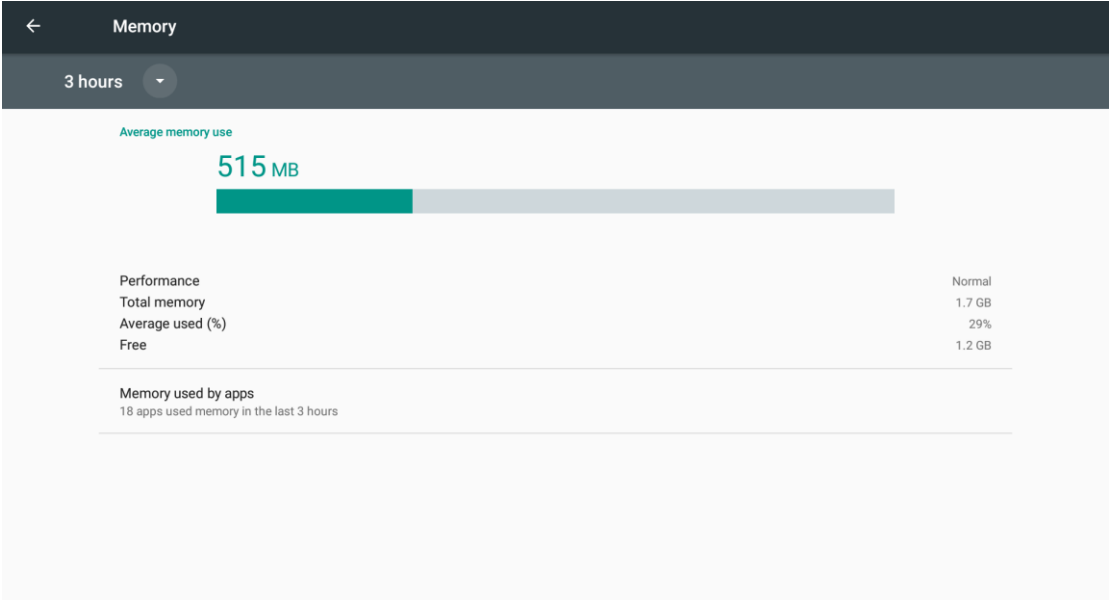 Memory
3 hours
Average memory use
515 MB
Performance Normal
Total memory 1.7 GB
Average used (%) 29%
Free 1.2 GB
Memory used by apps
18 apps used memory in the last 3 hours